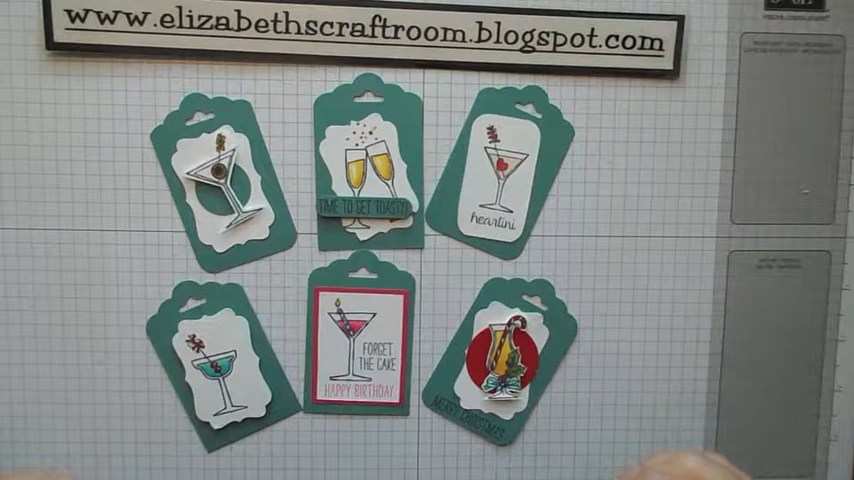 www.elizabethscraftroom.blogspot.com
TIME TO GET TOASTY!
heartini
FORGET
THE CAKE
HAPPY BIRTHDAY
MERRY CHRISTMAS